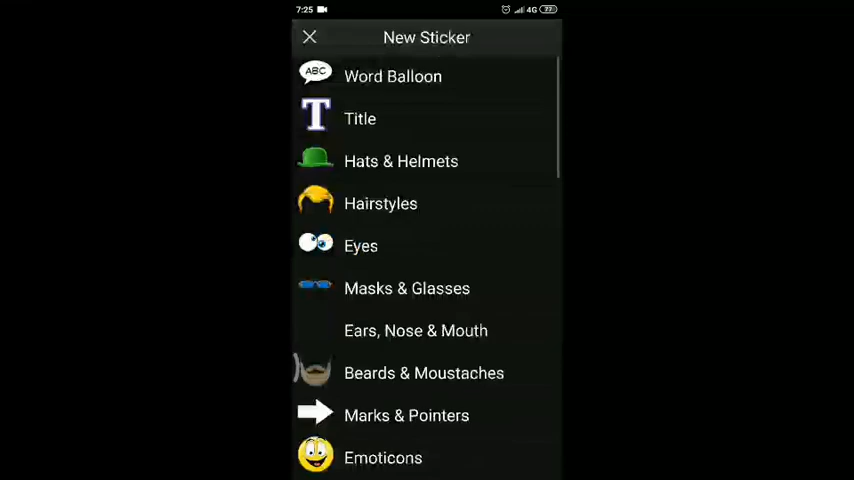 7:25
4G
77
New Sticker
ABC
Word Balloon
T
Title
Hats & Helmets
Hairstyles
Eyes
Masks & Glasses
Ears, Nose & Mouth
Beards & Moustaches
Marks & Pointers
Emoticons